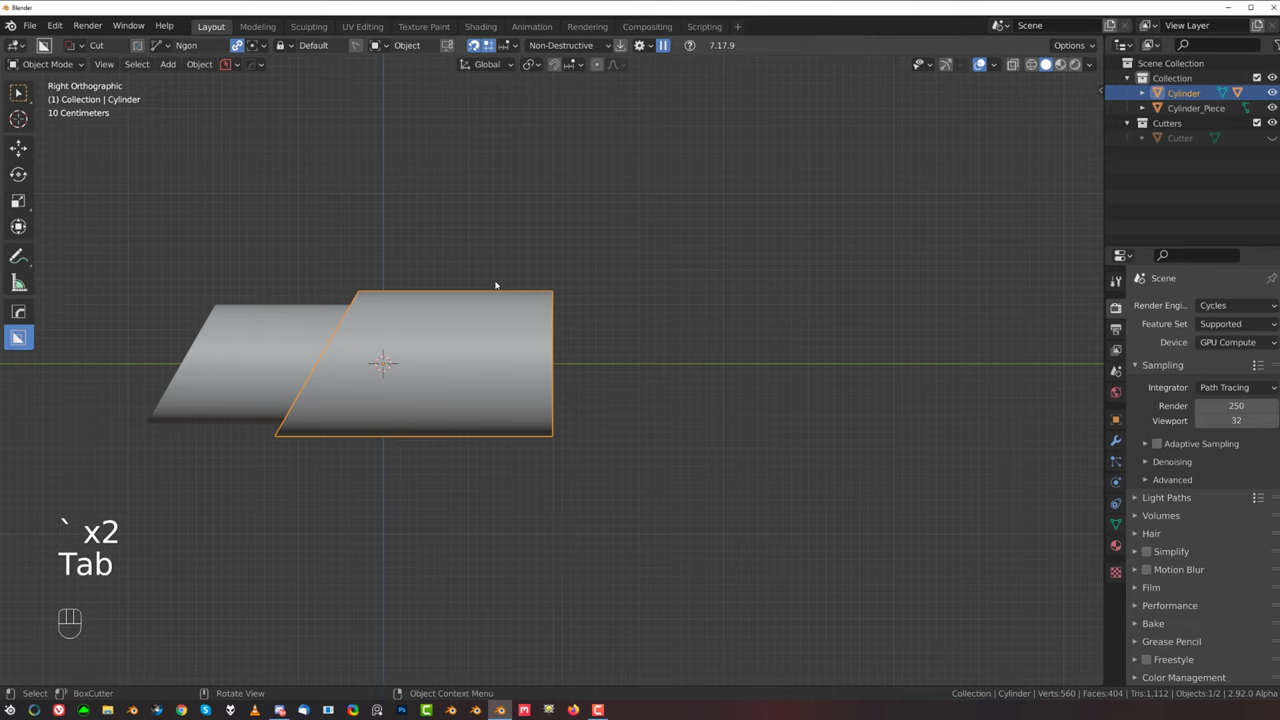 Blender
File Edit Render Window Help Layout Modeling Sculpting UV Editing Texture Paint Shading Animation Rendering Compositing Scripting + Scene View Layer
Cut Ngon Default Object Non-Destructive 7.17.9 Options
Object Mode View Select Add Object Global
Right Orthographic
(1) Collection | Cylinder
10 Centimeters
` x2
Tab
Scene Collection
Collection
Cylinder
Cylinder_Piece
Cutters
Cutter
Scene
Render Engi... Cycles
Feature Set Supported
Device GPU Compute
Sampling
Integrator Path Tracing
Render 250
Viewport 32
Adaptive Sampling
Denoising
Advanced
Light Paths
Volumes
Hair
Simplify
Motion Blur
Film
Performance
Bake
Grease Pencil
Freestyle
Color Management
Select BoxCutter Rotate View Object Context Menu Collection | Cylinder | Verts:560 | Faces:404 | Tris:1,112 | Objects:1/2 | 2.92.0 Alpha